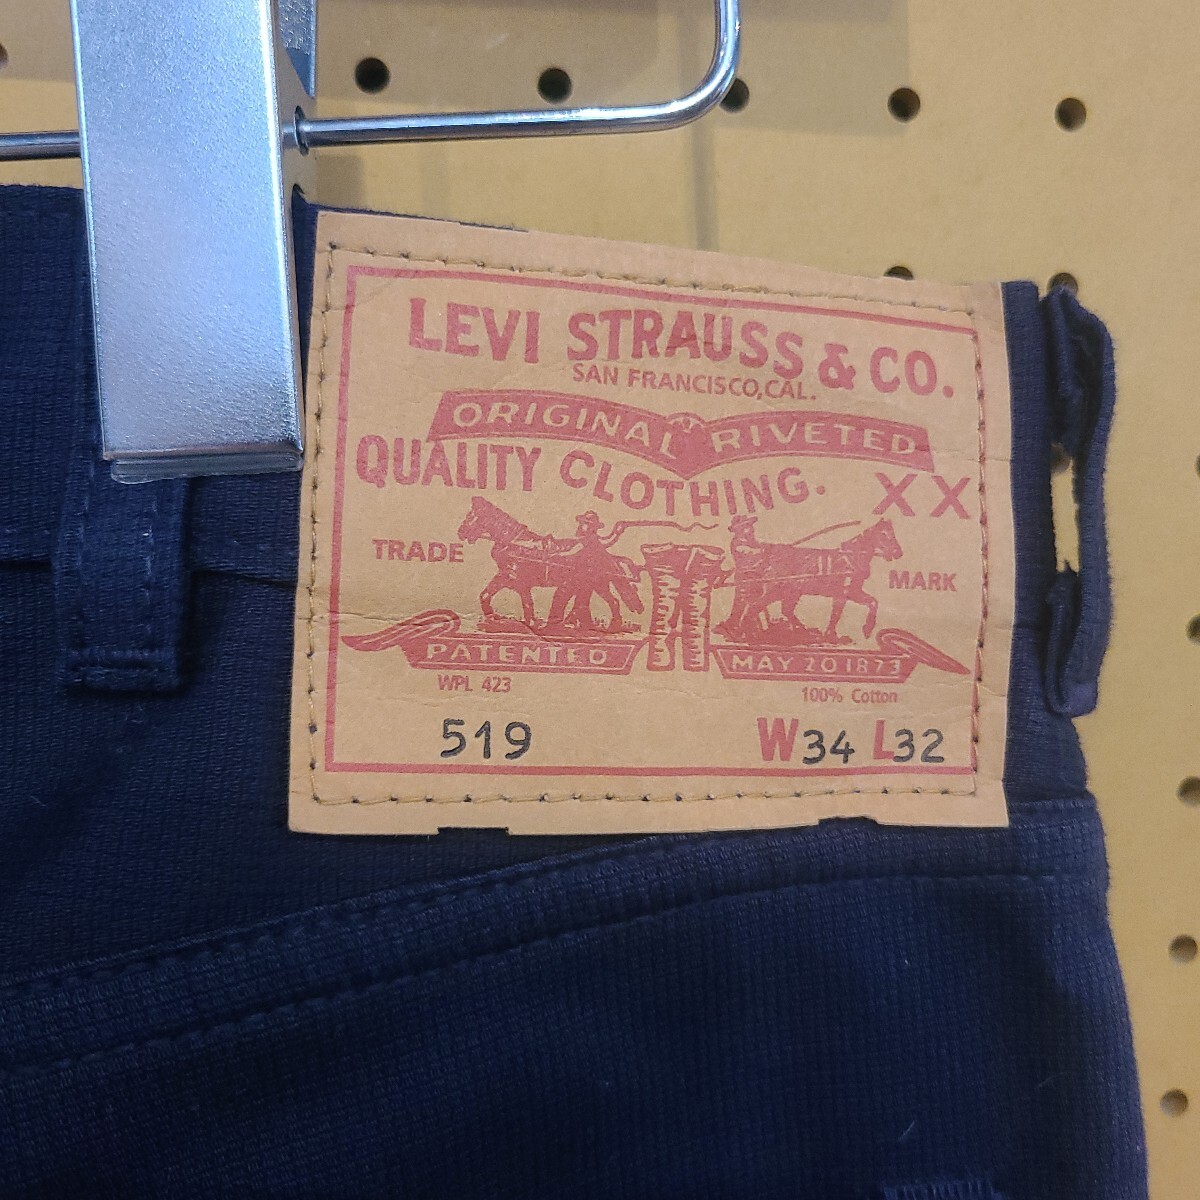 LEVI STRAUSS & CO.
SAN FRANCISCO, CAL.
ORIGINAL RIVETED
QUALITY CLOTHING. XX
TRADE MARK
PATENTED MAY 20 1873
WPL 423 100% Cotton
519 W34 L32